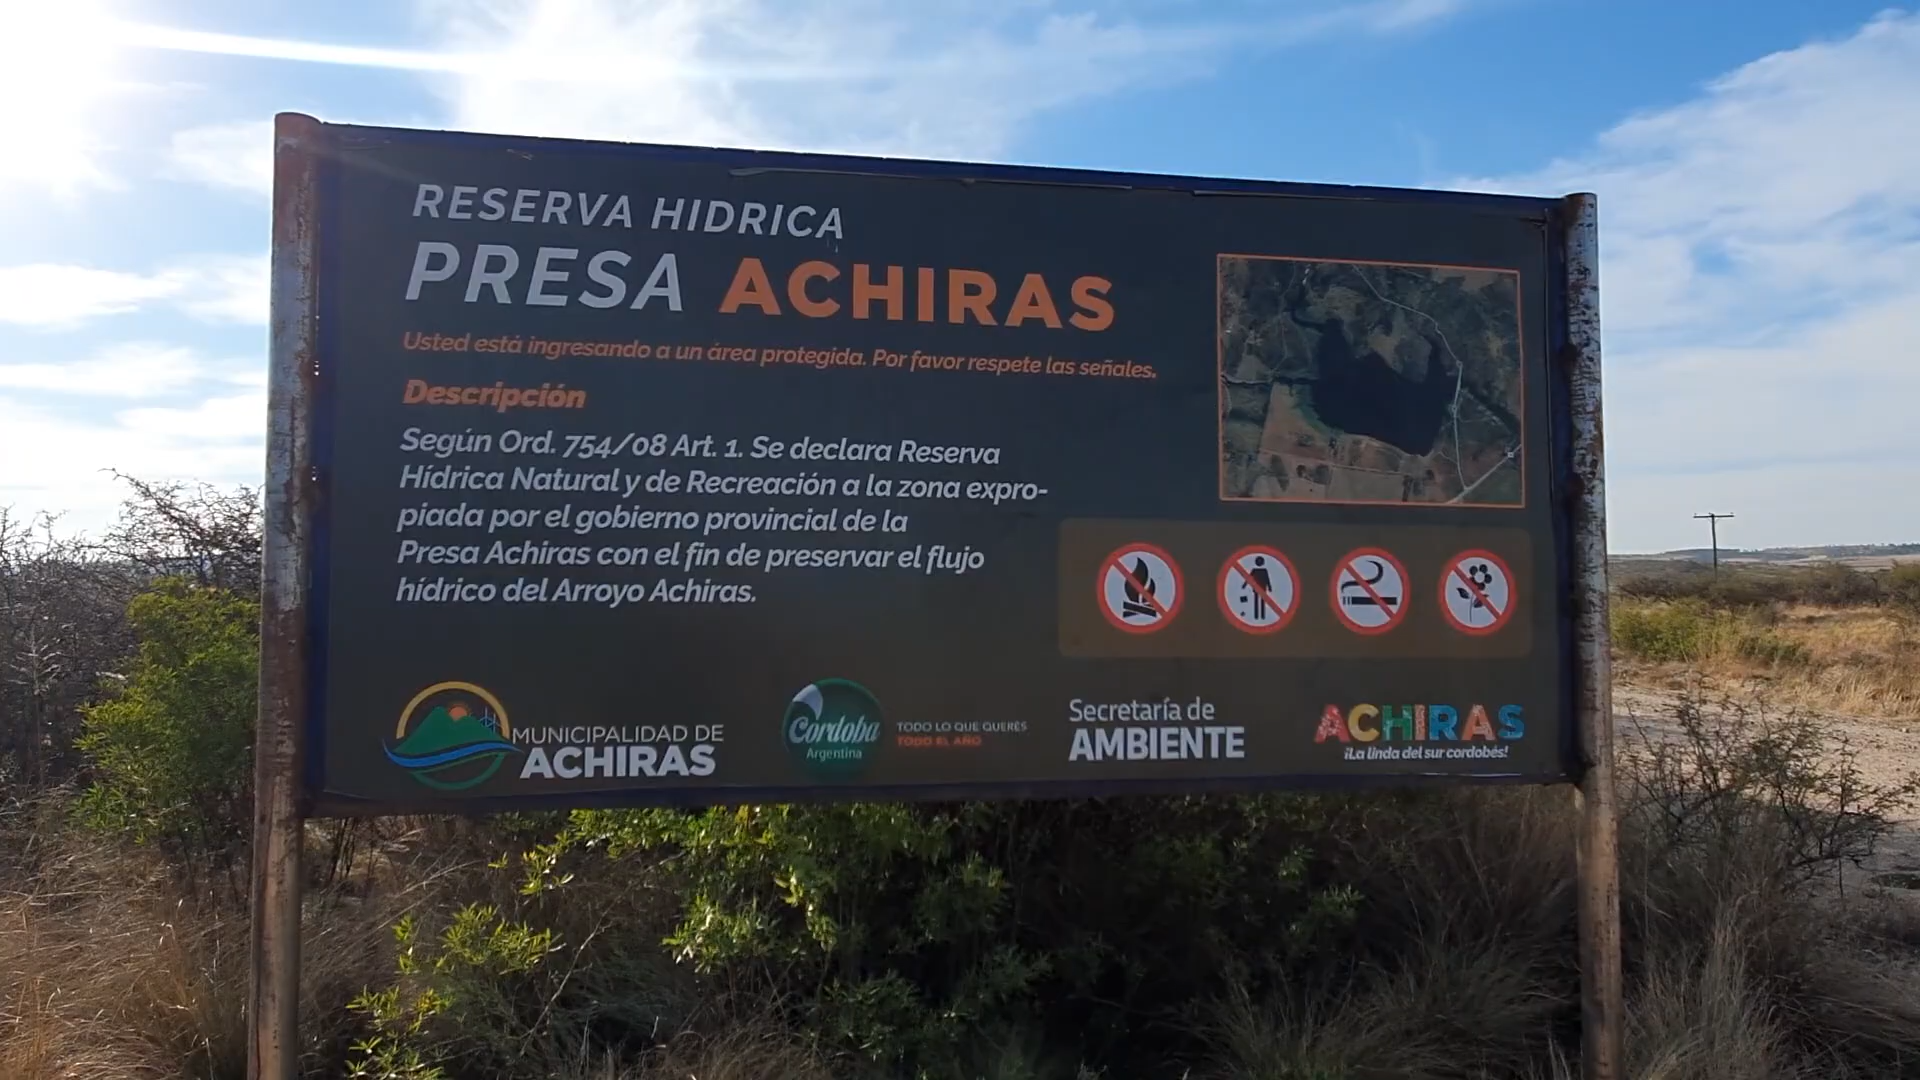 RESERVA HIDRICA
PRESA ACHIRAS
Usted está ingresando a un área protegida. Por favor respete las señales.
Descripción
Según Ord. 754/08 Art. 1. Se declara Reserva
Hídrica Natural y de Recreación a la zona expro-
piada por el gobierno provincial de la
Presa Achiras con el fin de preservar el flujo
hídrico del Arroyo Achiras.
MUNICIPALIDAD DE
ACHIRAS
Cordoba
Argentina
TODO LO QUE QUERÉS
TODO EL AÑO
Secretaría de
AMBIENTE
ACHIRAS
¡La linda del sur cordobés!